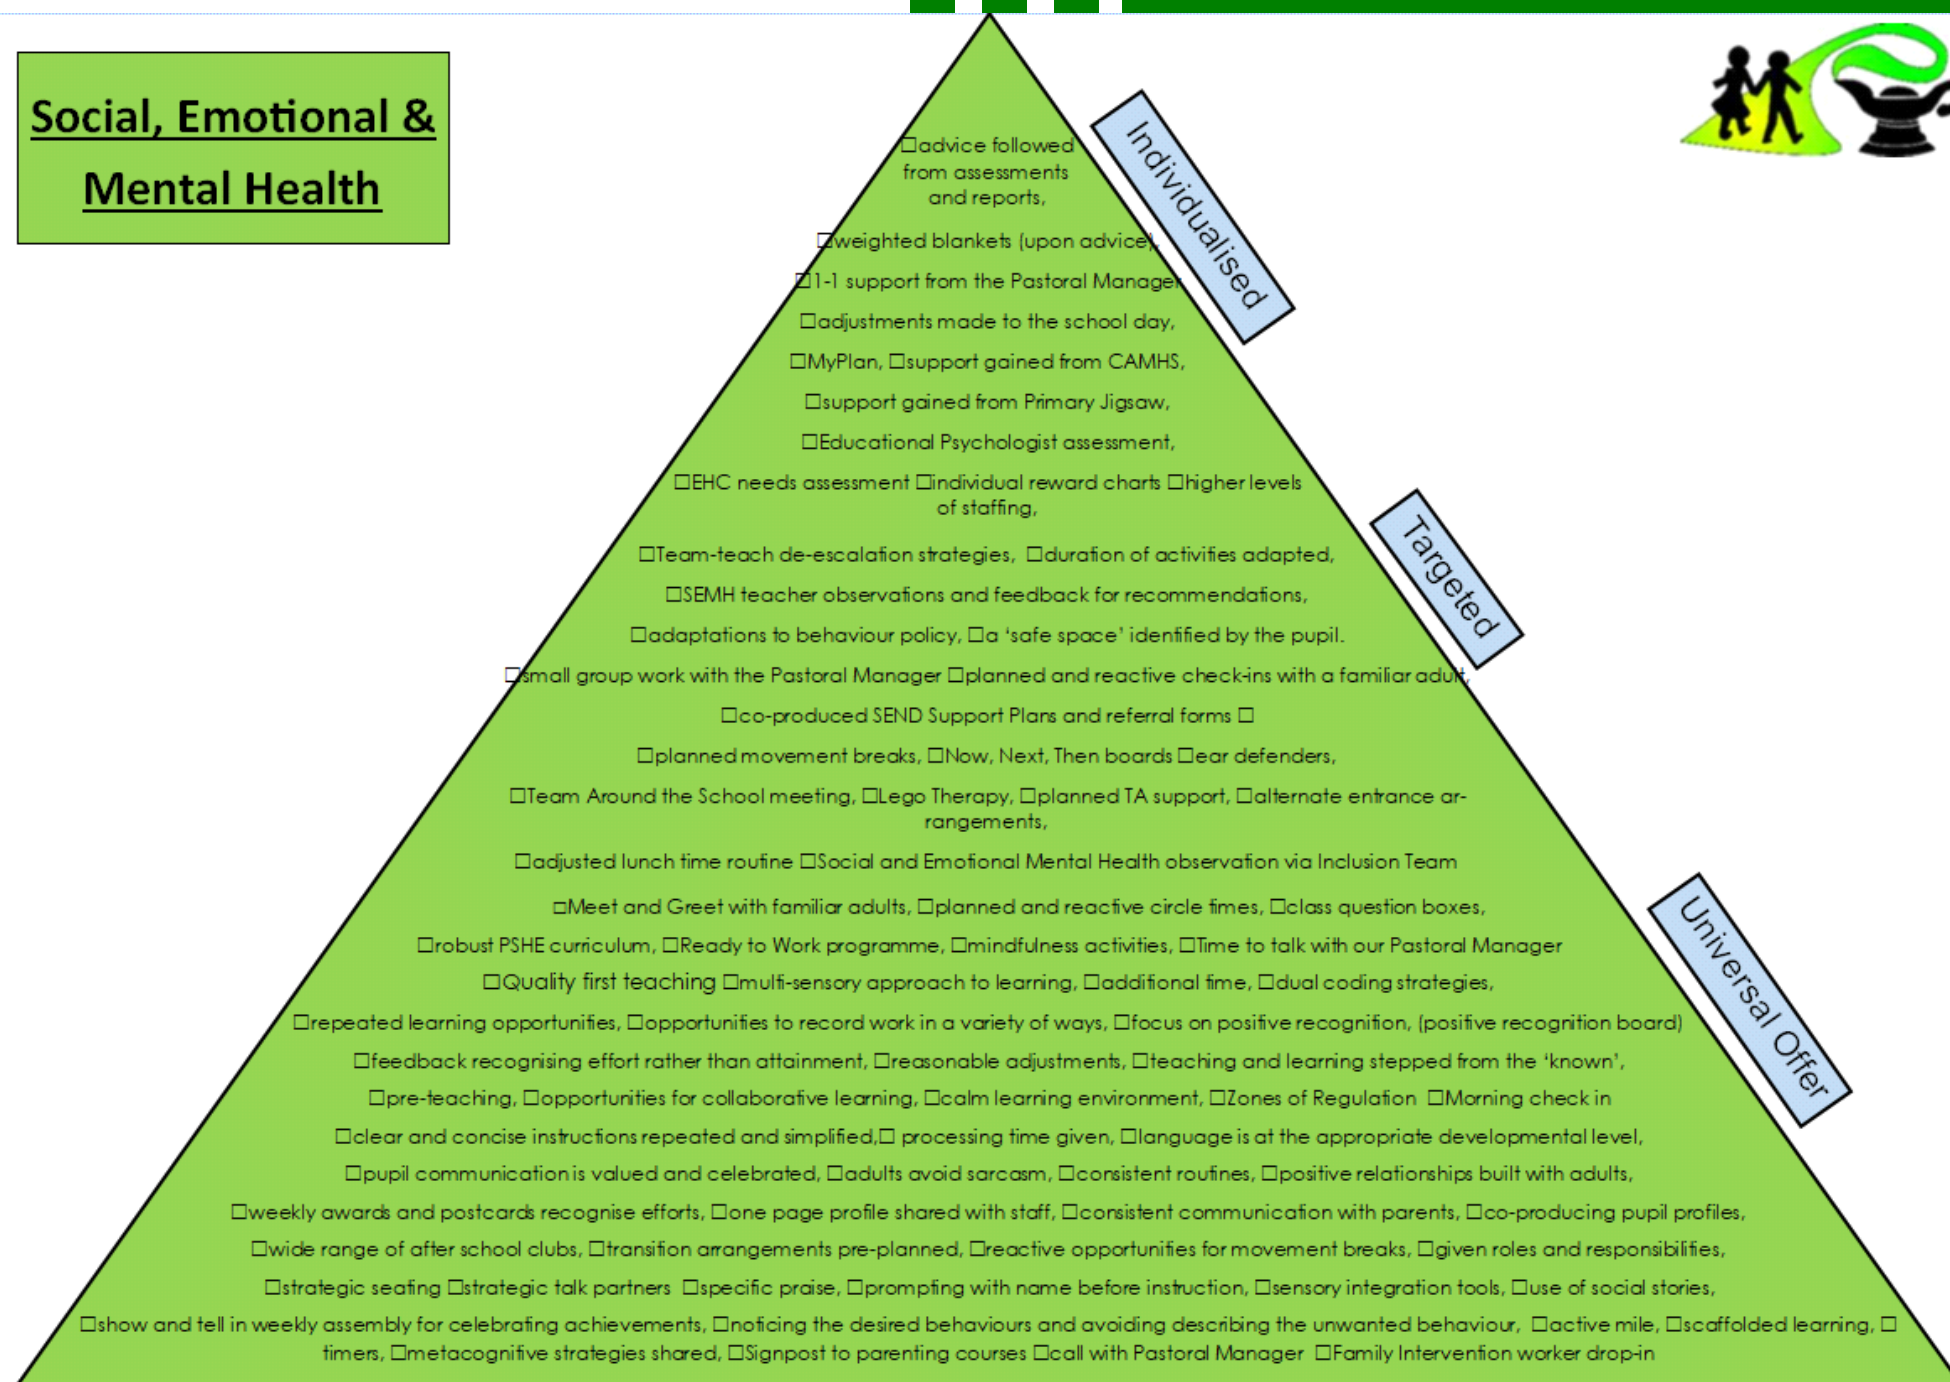 Social, Emotional &
Mental Health
Individualised
□advice followed
from assessments
and reports,
□weighted blankets (upon advice),
□1-1 support from the Pastoral Manager
□adjustments made to the school day,
□MyPlan, □support gained from CAMHS,
□support gained from Primary Jigsaw,
□Educational Psychologist assessment,
□EHC needs assessment □individual reward charts □higher levels
of staffing,
Targeted
□Team-teach de-escalation strategies, □duration of activities adapted,
□SEMH teacher observations and feedback for recommendations,
□adaptations to behaviour policy, □a ‘safe space’ identified by the pupil.
□small group work with the Pastoral Manager □planned and reactive check-ins with a familiar adult,
□co-produced SEND Support Plans and referral forms □
□planned movement breaks, □Now, Next, Then boards □ear defenders,
□Team Around the School meeting, □Lego Therapy, □planned TA support, □alternate entrance ar-
rangements,
□adjusted lunch time routine □Social and Emotional Mental Health observation via Inclusion Team
Universal Offer
□Meet and Greet with familiar adults, □planned and reactive circle times, □class question boxes,
□robust PSHE curriculum, □Ready to Work programme, □mindfulness activities, □Time to talk with our Pastoral Manager
□Quality first teaching □multi-sensory approach to learning, □additional time, □dual coding strategies,
□repeated learning opportunities, □opportunities to record work in a variety of ways, □focus on positive recognition, (positive recognition board)
□feedback recognising effort rather than attainment, □reasonable adjustments, □teaching and learning stepped from the ‘known’,
□pre-teaching, □opportunities for collaborative learning, □calm learning environment, □Zones of Regulation □Morning check in
□clear and concise instructions repeated and simplified,□ processing time given, □language is at the appropriate developmental level,
□pupil communication is valued and celebrated, □adults avoid sarcasm, □consistent routines, □positive relationships built with adults,
□weekly awards and postcards recognise efforts, □one page profile shared with staff, □consistent communication with parents, □co-producing pupil profiles,
□wide range of after school clubs, □transition arrangements pre-planned, □reactive opportunities for movement breaks, □given roles and responsibilities,
□strategic seating □strategic talk partners □specific praise, □prompting with name before instruction, □sensory integration tools, □use of social stories,
□show and tell in weekly assembly for celebrating achievements, □noticing the desired behaviours and avoiding describing the unwanted behaviour, □active mile, □scaffolded learning, □
timers, □metacognitive strategies shared, □Signpost to parenting courses □call with Pastoral Manager □Family Intervention worker drop-in